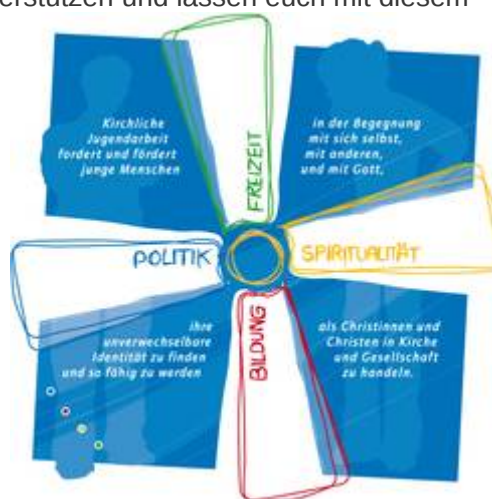 erstützen und lassen euch mit diesem
Kirchliche
Jugendarbeit
fordert und fördert
junge Menschen
FREIZEIT
in der Begegnung
mit sich selbst,
mit anderen,
und mit Gott,
POLITIK
SPIRITUALITÄT
ihre
unverwechselbare
Identität zu finden
und so fähig zu werden
BILDUNG
als Christinnen und
Christen in Kirche
und Gesellschaft
zu handeln.